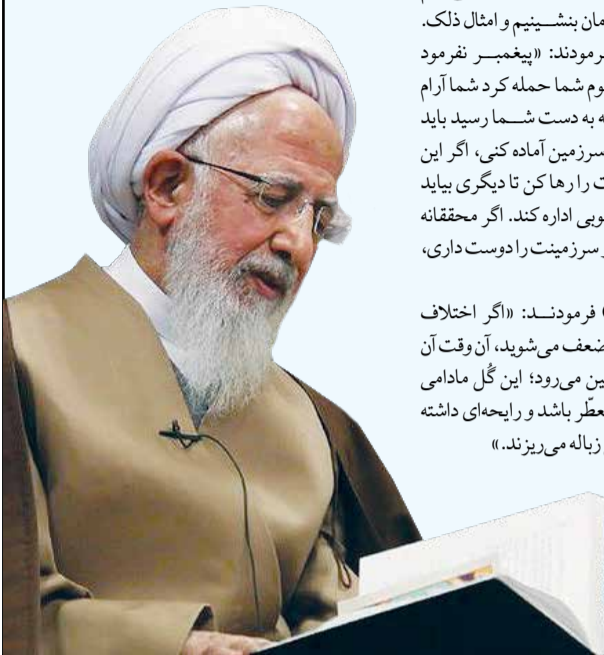 مان بنشـــینیم و امثال ذلک.
رمودند: «پیغمبـــر نفرمود
وم شما حمله کرد شما آرام
ه به دست شـــما رسید باید
سرزمین آماده کنی، اگر این
ت را رها کن تا دیگری بیاید
وبی اداره کند. اگر محققانه
سرزمینت را دوست داری،
) فرمودنـــد: «اگر اختلاف
ضعف می‌شوید، آن وقت آن
ین می‌رود؛ این گُل مادامی
عطّر باشد و رایحه‌ای داشته
زباله می‌ریزند.»